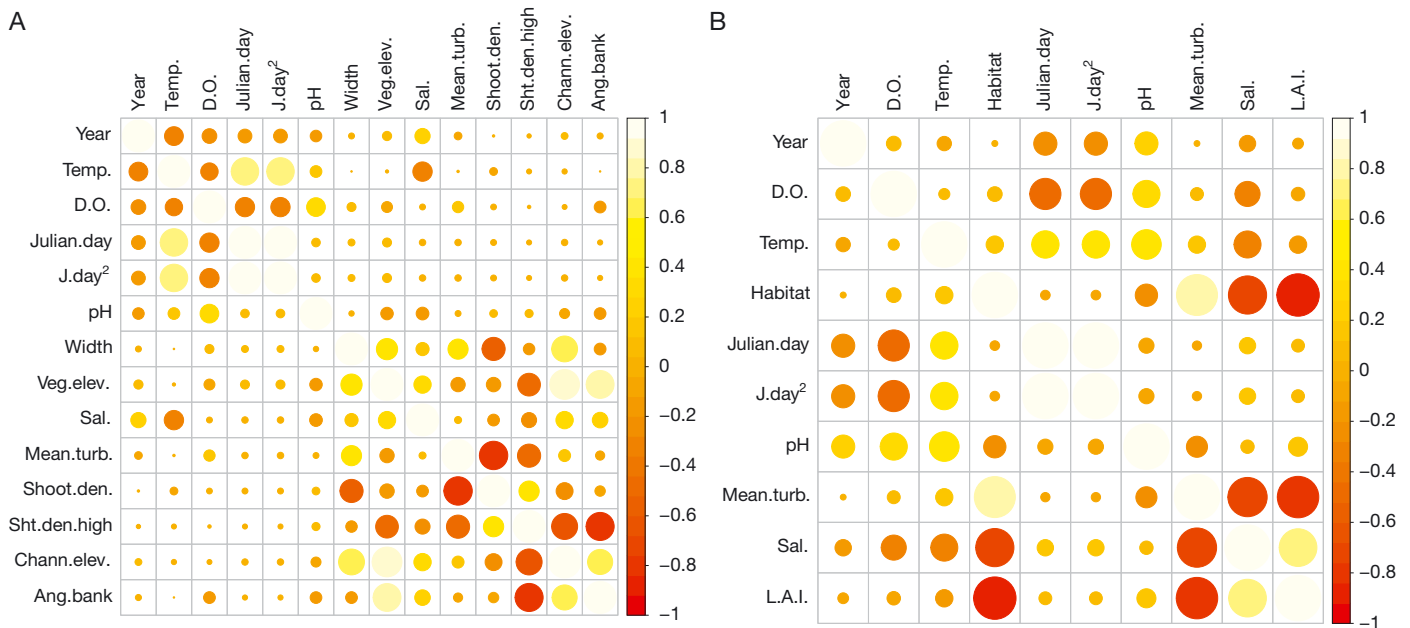 A
Year
Temp.
D.O.
Julian.day
J.day²
pH
Width
Veg.elev.
Sal.
Mean.turb.
Shoot.den.
Sht.den.high
Chann.elev.
Ang.bank
Year
Temp.
D.O.
Julian.day
J.day²
pH
Width
Veg.elev.
Sal.
Mean.turb.
Shoot.den.
Sht.den.high
Chann.elev.
Ang.bank
1
0.8
0.6
0.4
0.2
0
−0.2
−0.4
−0.6
−0.8
−1
B
Year
D.O.
Temp.
Habitat
Julian.day
J.day²
pH
Mean.turb.
Sal.
L.A.I.
Year
D.O.
Temp.
Habitat
Julian.day
J.day²
pH
Mean.turb.
Sal.
L.A.I.
1
0.8
0.6
0.4
0.2
0
−0.2
−0.4
−0.6
−0.8
−1